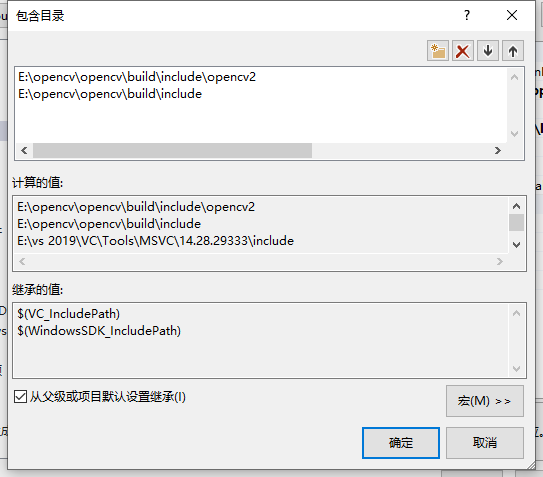 包含目录
E:\opencv\opencv\build\include\opencv2
E:\opencv\opencv\build\include
计算的值:
E:\opencv\opencv\build\include\opencv2
E:\opencv\opencv\build\include
E:\vs 2019\VC\Tools\MSVC\14.28.29333\include
继承的值:
$(VC_IncludePath)
$(WindowsSDK_IncludePath)
从父级或项目默认设置继承(I)
宏(M) >>
确定
取消